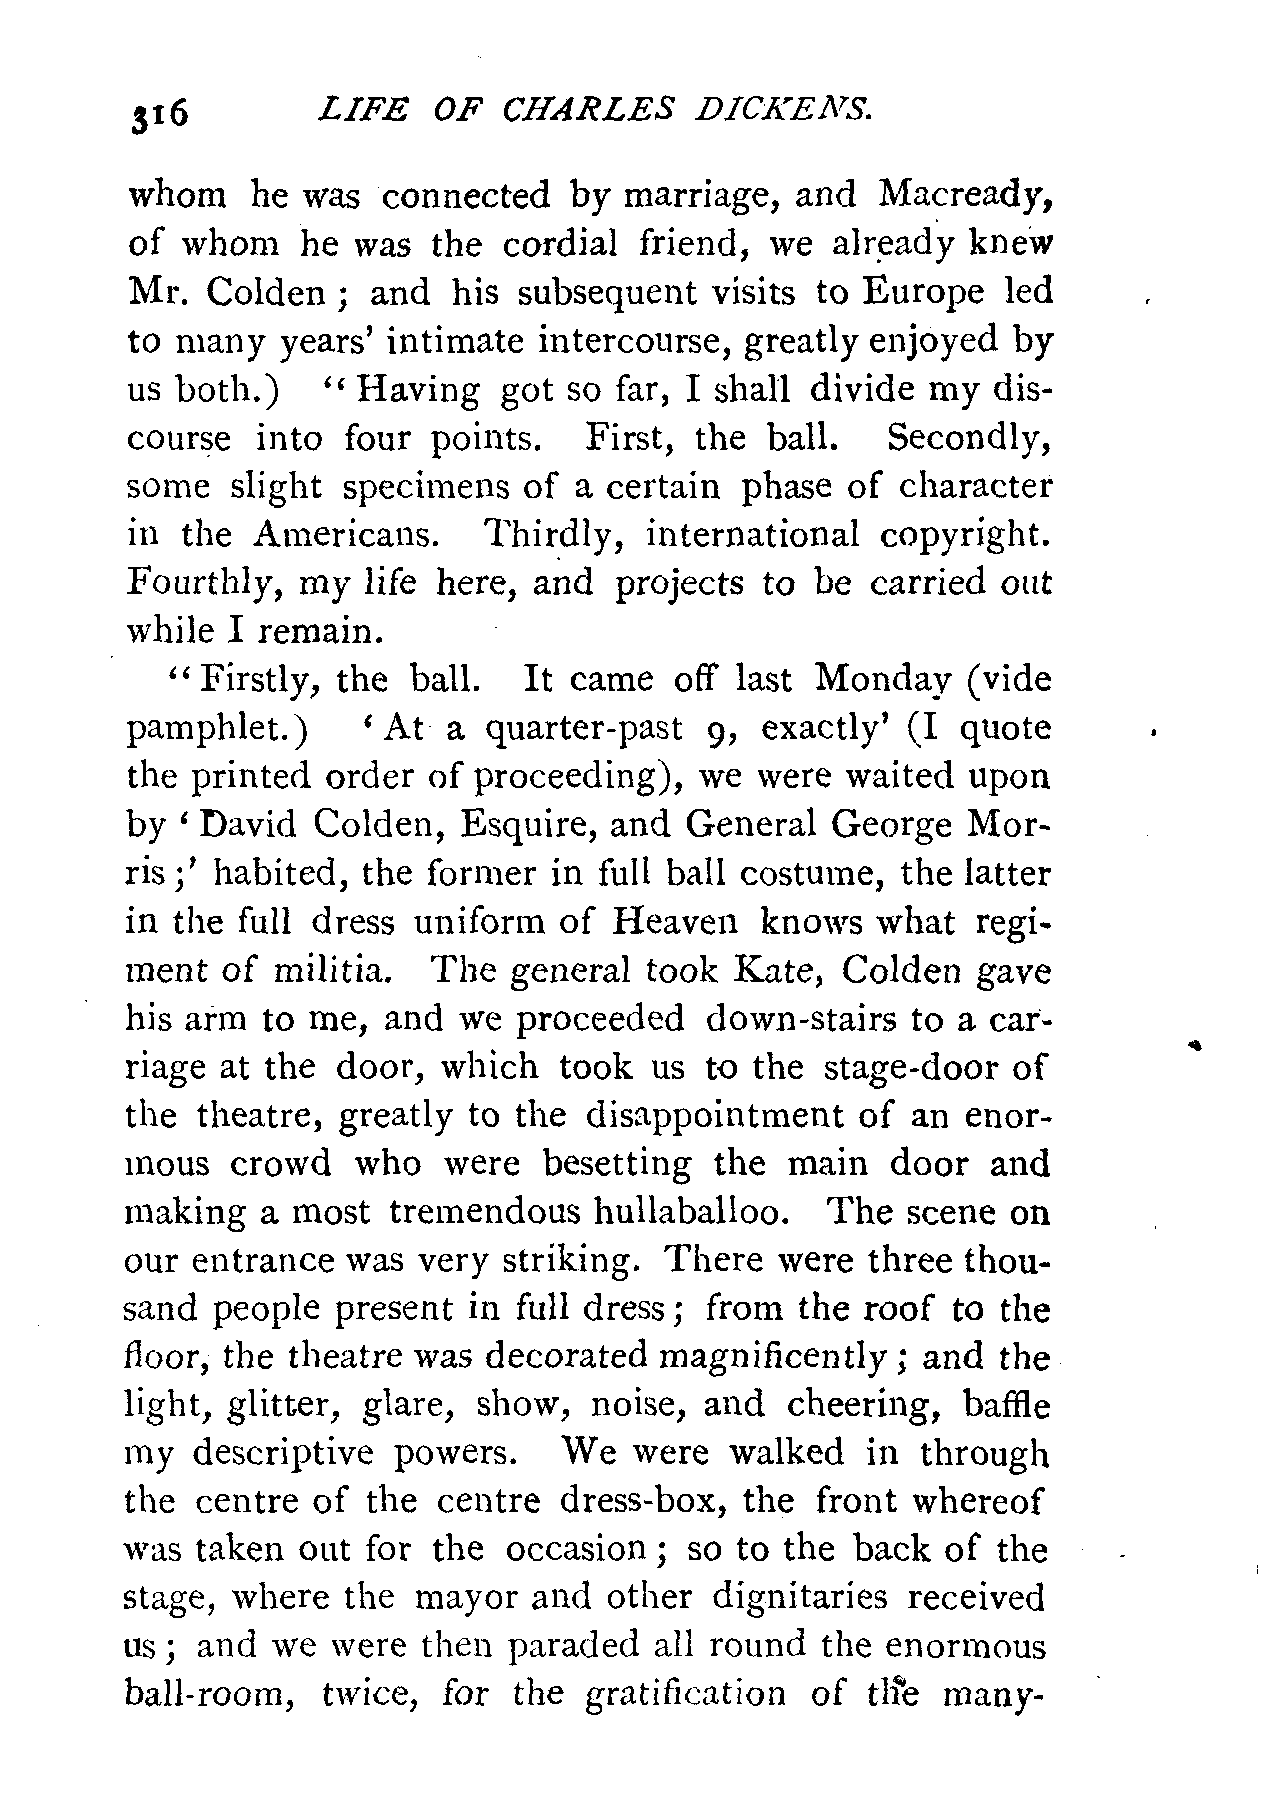 316 LIFE OF CHARLES DICKENS.
whom he was connected by marriage, and Macready,
of whom he was the cordial friend, we already knew
Mr. Colden ; and his subsequent visits to Europe led
to many years' intimate intercourse, greatly enjoyed by
us both.) “ Having got so far, I shall divide my dis-
course into four points. First, the ball. Secondly,
some slight specimens of a certain phase of character
in the Americans. Thirdly, international copyright.
Fourthly, my life here, and projects to be carried out
while I remain.
“ Firstly, the ball. It came off last Monday (vide
pamphlet.) ‘ At a quarter-past 9, exactly’ (I quote
the printed order of proceeding), we were waited upon
by ‘ David Colden, Esquire, and General George Mor-
ris ;’ habited, the former in full ball costume, the latter
in the full dress uniform of Heaven knows what regi-
ment of militia. The general took Kate, Colden gave
his arm to me, and we proceeded down-stairs to a car-
riage at the door, which took us to the stage-door of
the theatre, greatly to the disappointment of an enor-
mous crowd who were besetting the main door and
making a most tremendous hullaballoo. The scene on
our entrance was very striking. There were three thou-
sand people present in full dress ; from the roof to the
floor, the theatre was decorated magnificently ; and the
light, glitter, glare, show, noise, and cheering, baffle
my descriptive powers. We were walked in through
the centre of the centre dress-box, the front whereof
was taken out for the occasion ; so to the back of the
stage, where the mayor and other dignitaries received
us ; and we were then paraded all round the enormous
ball-room, twice, for the gratification of the many-